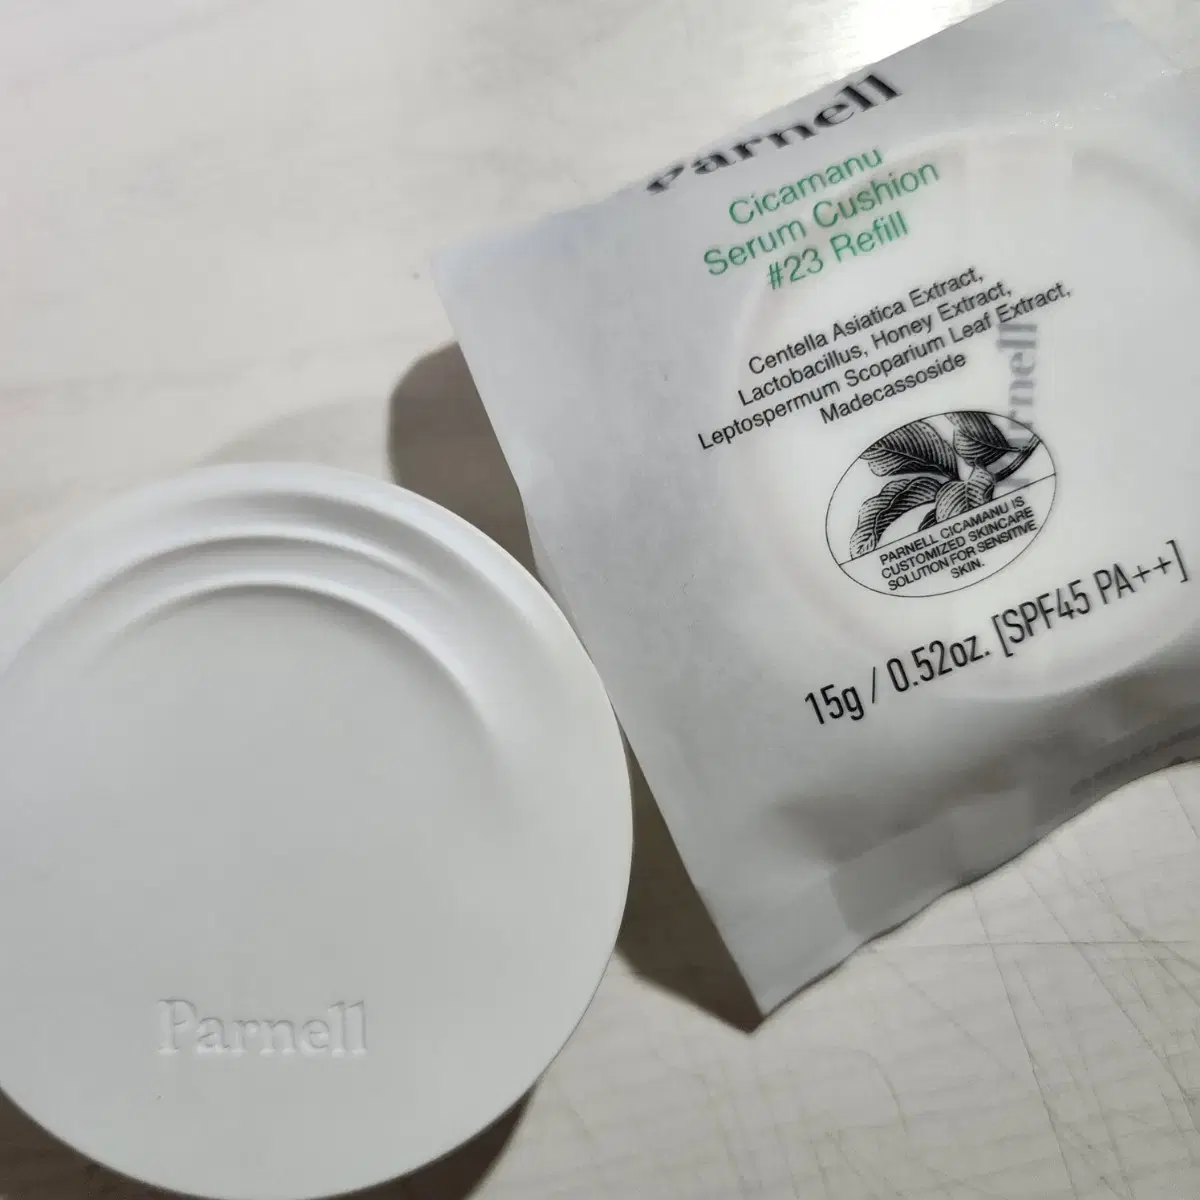 Parnell
Cicamanu
Serum Cushion
#23 Refill
Centella Asiatica Extract,
Lactobacillus, Honey Extract,
Leptospermum Scoparium Leaf Extract,
Madecassoside
PARNELL CICAMANU IS
CUSTOMIZED SKINCARE
SOLUTION FOR SENSITIVE
SKIN.
15g / 0.52oz. [SPF45 PA++]
Parnell
Parnell